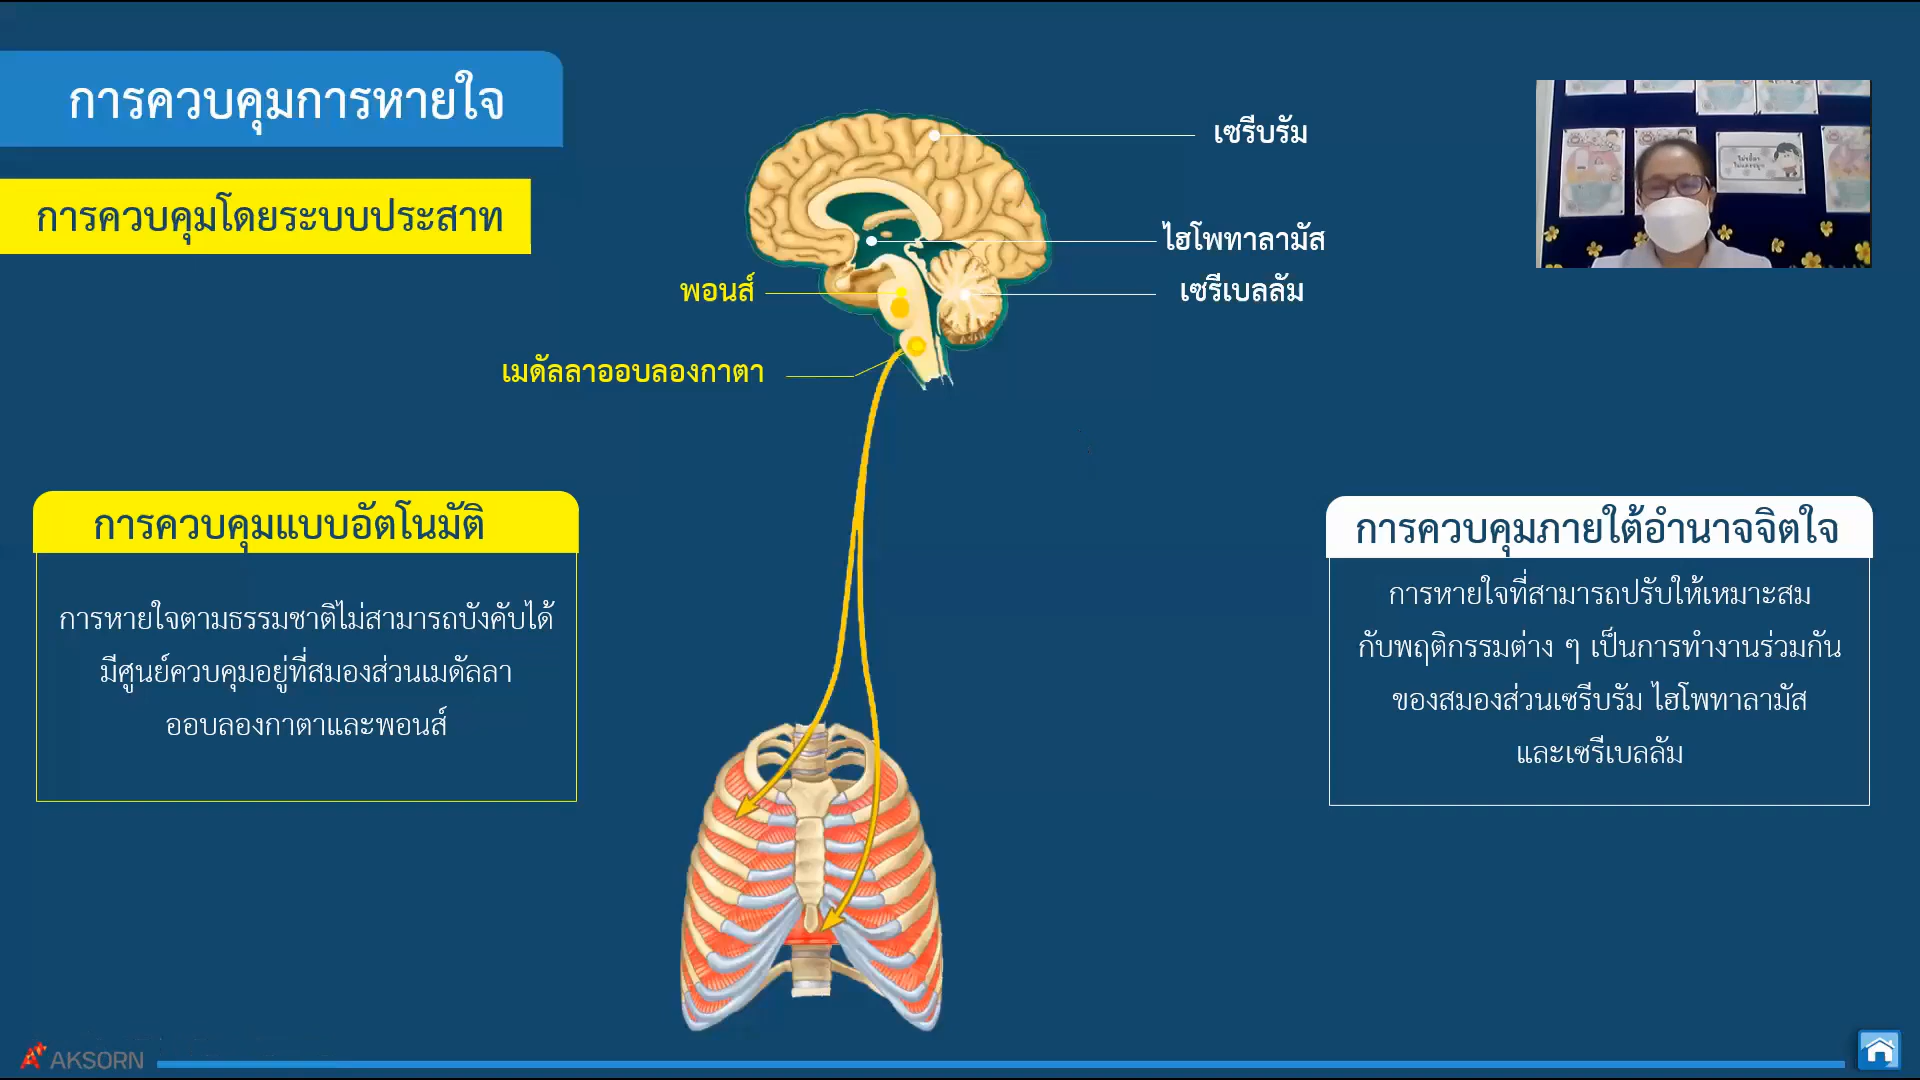 การควบคุมการหายใจ
การควบคุมโดยระบบประสาท
เซรีบรัม
ไฮโพทาลามัส
พอนส์
เซรีเบลลัม
เมดัลลาออบลองกาตา
การควบคุมแบบอัตโนมัติ
การหายใจตามธรรมชาติไม่สามารถบังคับได้
มีศูนย์ควบคุมอยู่ที่สมองส่วนเมดัลลา
ออบลองกาตาและพอนส์
การควบคุมภายใต้อำนาจจิตใจ
การหายใจที่สามารถปรับให้เหมาะสม
กับพฤติกรรมต่าง ๆ เป็นการทำงานร่วมกัน
ของสมองส่วนเซรีบรัม ไฮโพทาลามัส
และเซรีเบลลัม
AKSORN